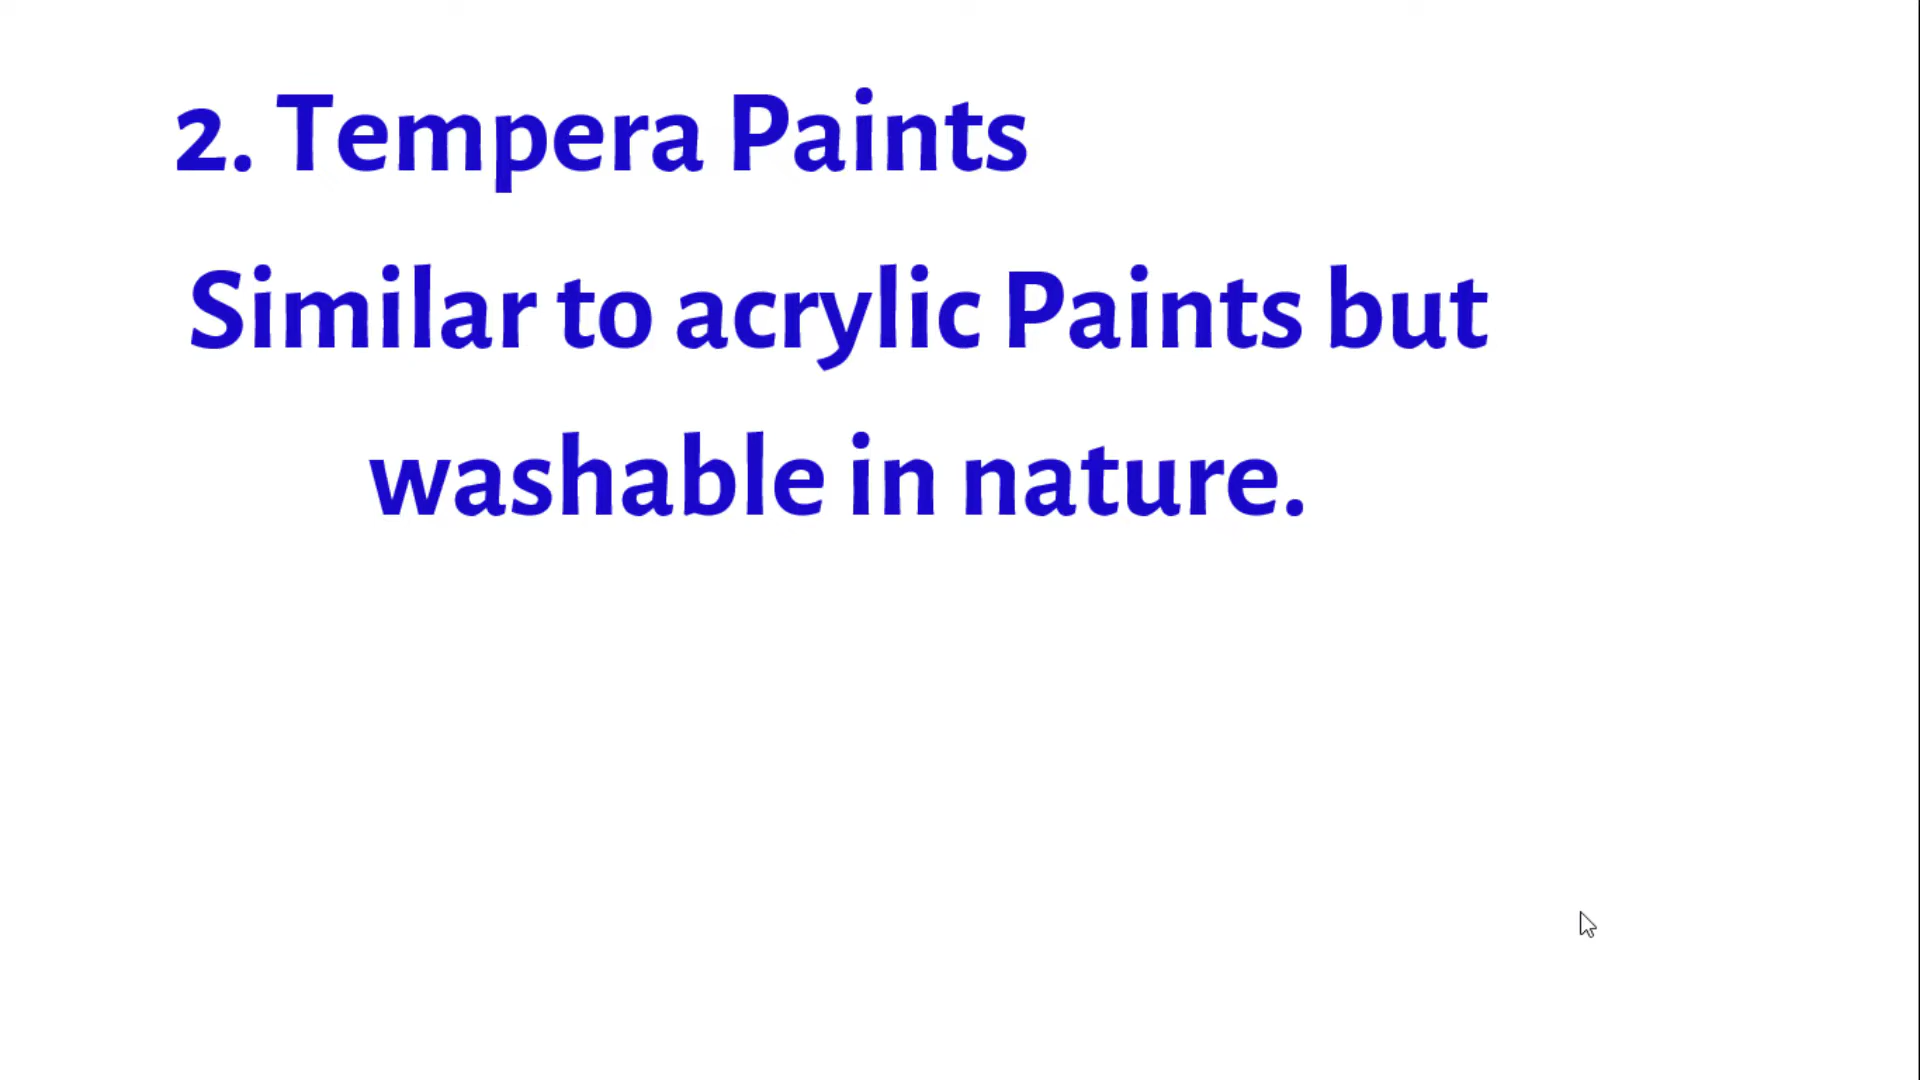 2. Tempera Paints
Similar to acrylic Paints but
washable in nature.